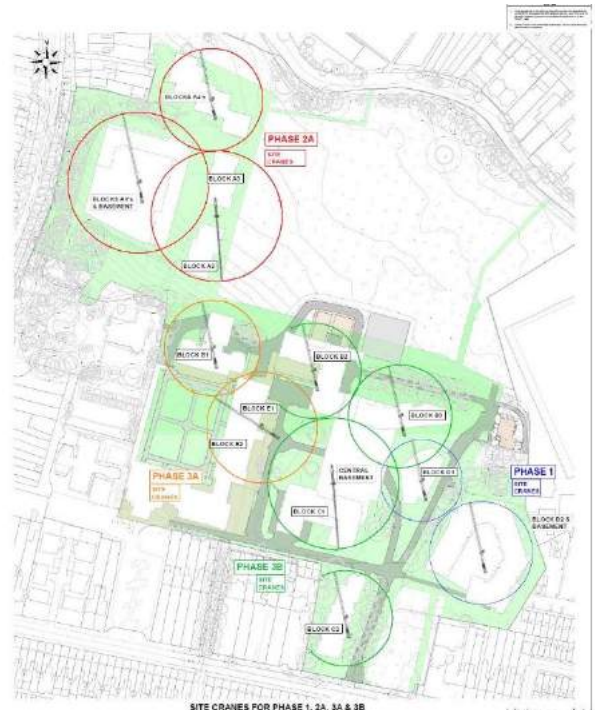 BLOCKS A4's
PHASE 2A
SITE
CRANES
BLOCK A3
BLOCKS A1's
& BASEMENT
BLOCK A2
BLOCK B1
BLOCK B2
BLOCK E1
BLOCK B3
BLOCK E2
CENTRAL
BASEMENT
BLOCK D1
PHASE 1
SITE
CRANES
PHASE 3A
SITE
CRANES
BLOCK C1
BLOCK D2 &
BASEMENT
PHASE 3B
SITE
CRANES
BLOCK C2
SITE CRANES FOR PHASE 1, 2A, 3A & 3B